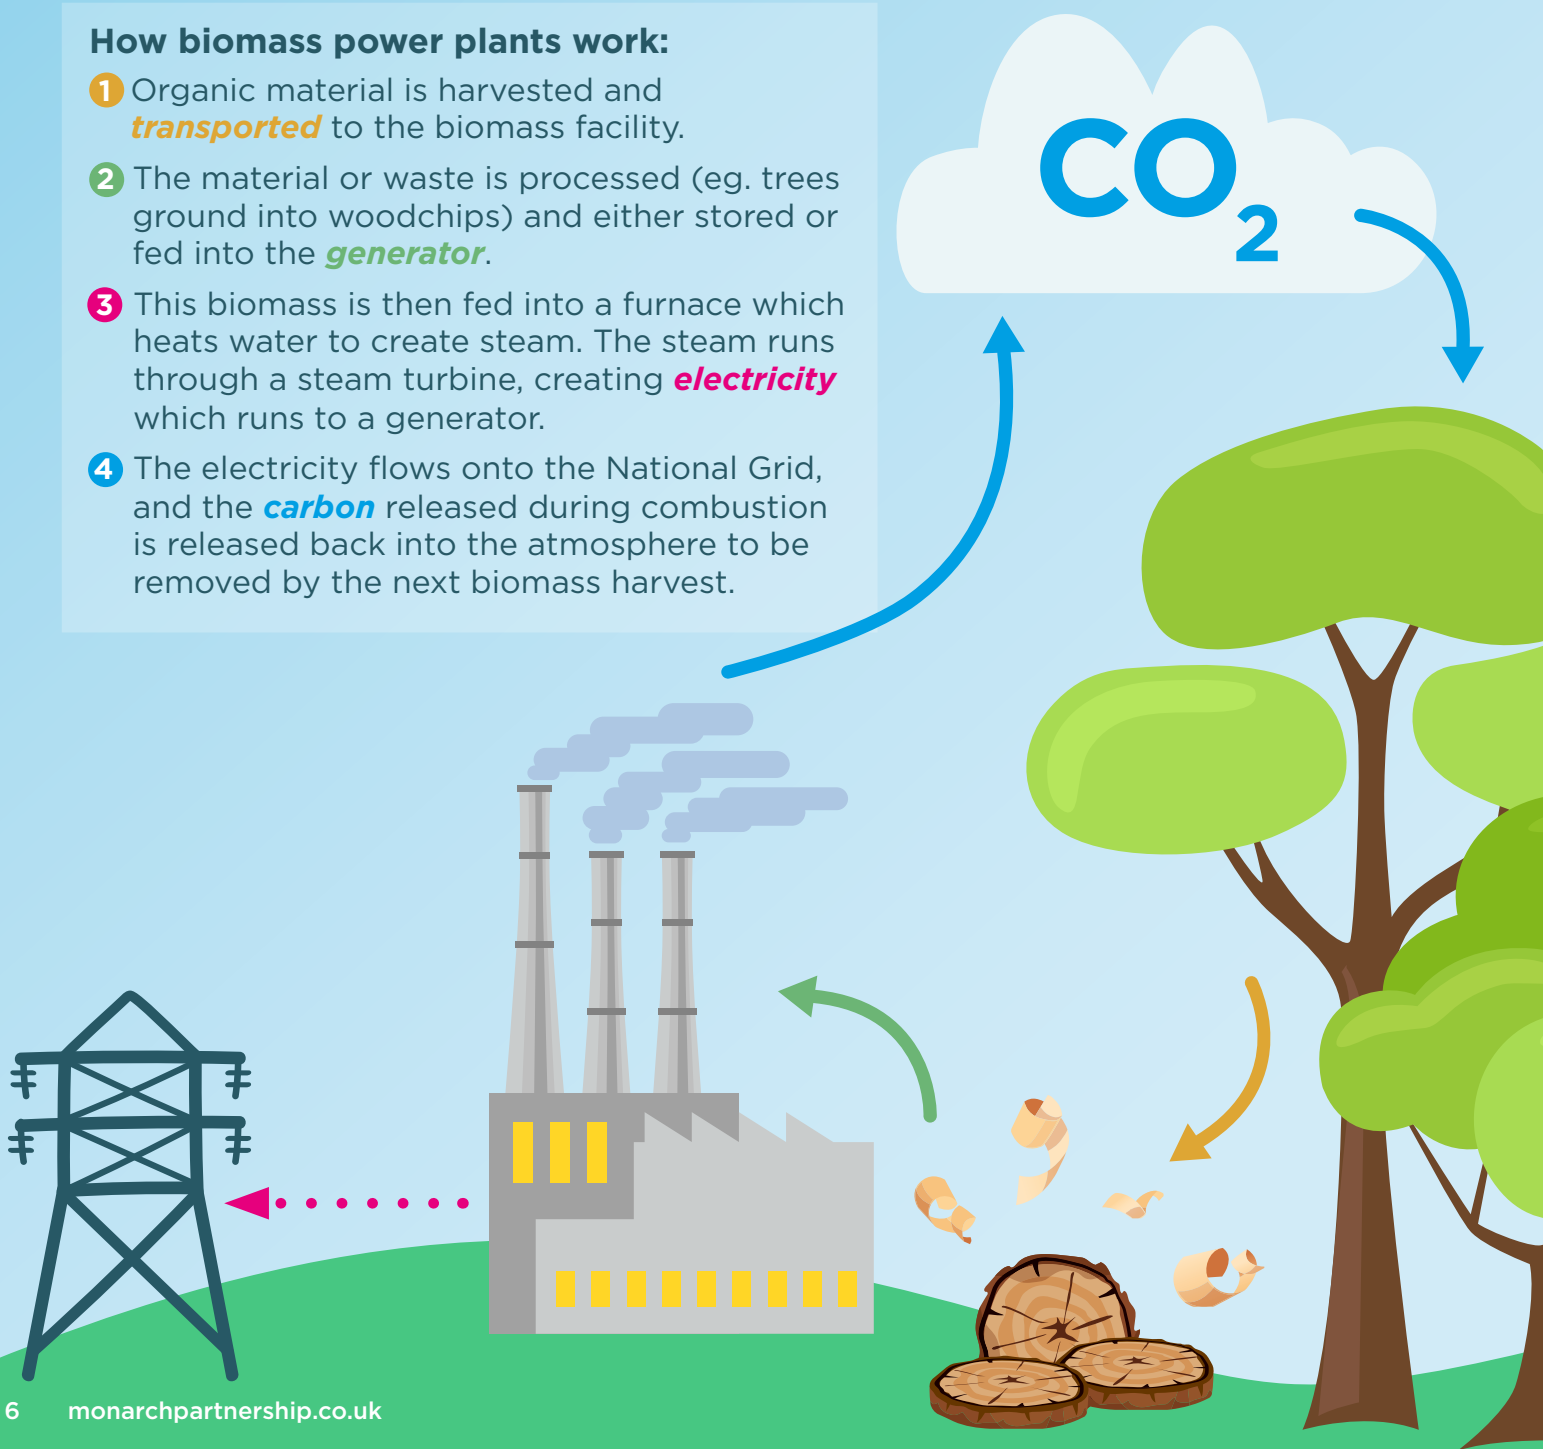 How biomass power plants work:
1 Organic material is harvested and
transported to the biomass facility.
2 The material or waste is processed (eg. trees
ground into woodchips) and either stored or
fed into the generator.
3 This biomass is then fed into a furnace which
heats water to create steam. The steam runs
through a steam turbine, creating electricity
which runs to a generator.
4 The electricity flows onto the National Grid,
and the carbon released during combustion
is released back into the atmosphere to be
removed by the next biomass harvest.
CO2
6 monarchpartnership.co.uk